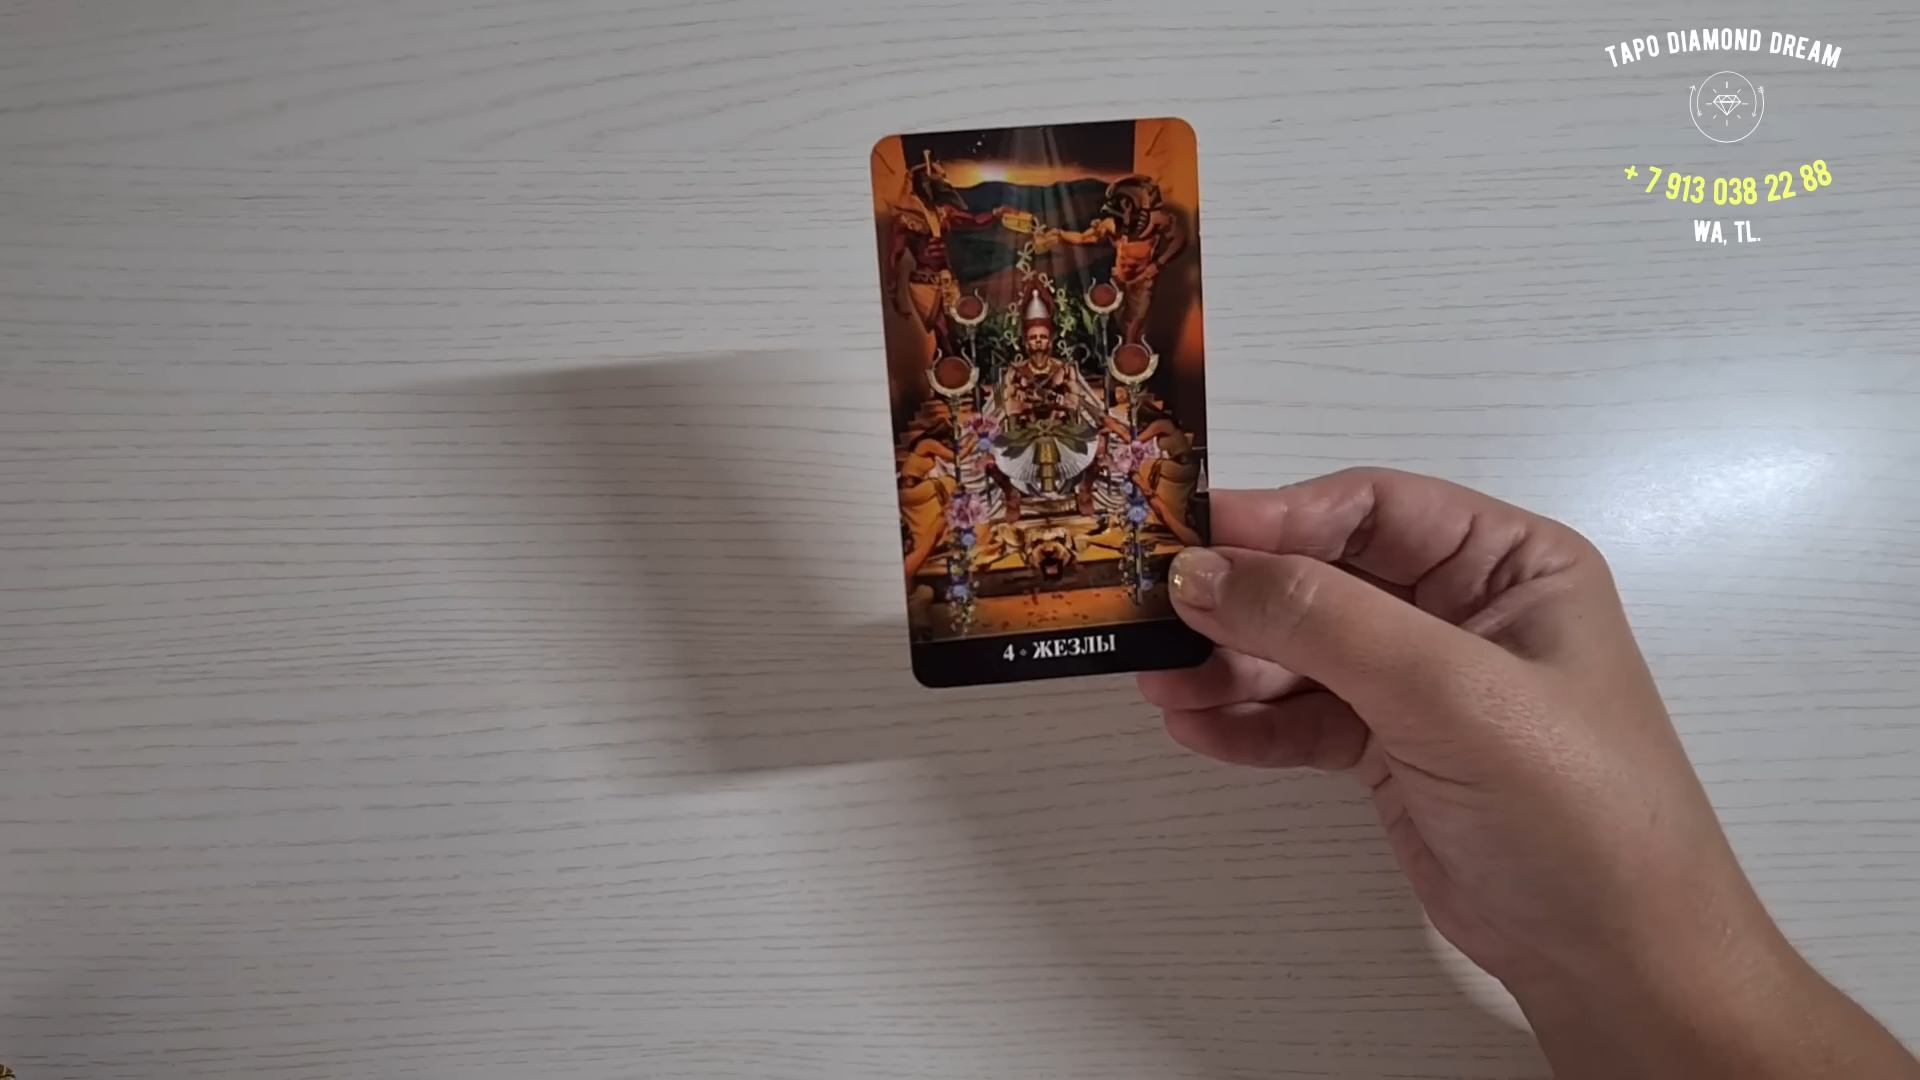 ТАРО DIAMOND DREAM
+ 7 913 038 22 88
WA, TL.
4 ⋄ ЖЕЗЛЫ